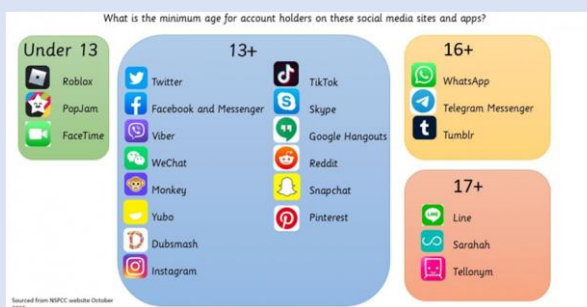 What is the minimum age for account holders on these social media sites and apps?
Under 13
Roblox
PopJam
FaceTime
13+
Twitter
Facebook and Messenger
Viber
WeChat
Monkey
Yubo
Dubsmash
Instagram
TikTok
Skype
Google Hangouts
Reddit
Snapchat
Pinterest
16+
WhatsApp
Telegram Messenger
Tumblr
17+
LINE
Line
Sarahah
Tellonym
Sourced from NSPCC website October